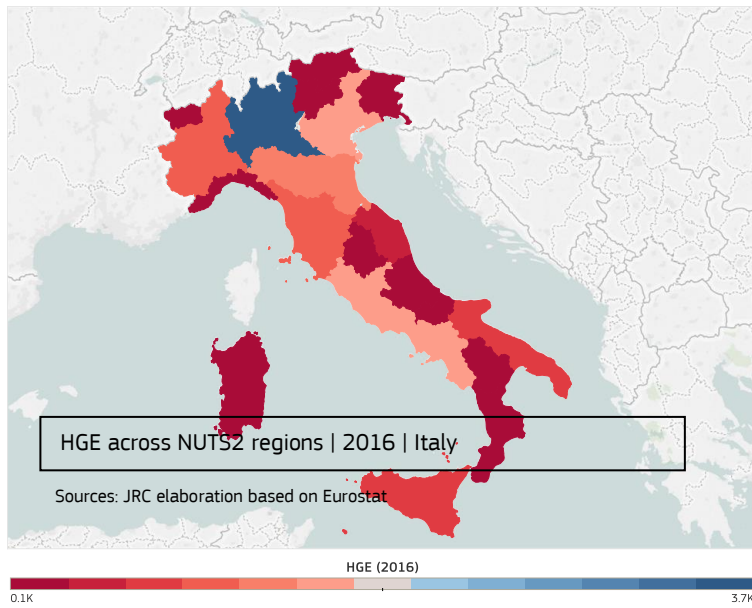 HGE across NUTS2 regions | 2016 | Italy
Sources: JRC elaboration based on Eurostat
HGE (2016)
0.1K 3.7K